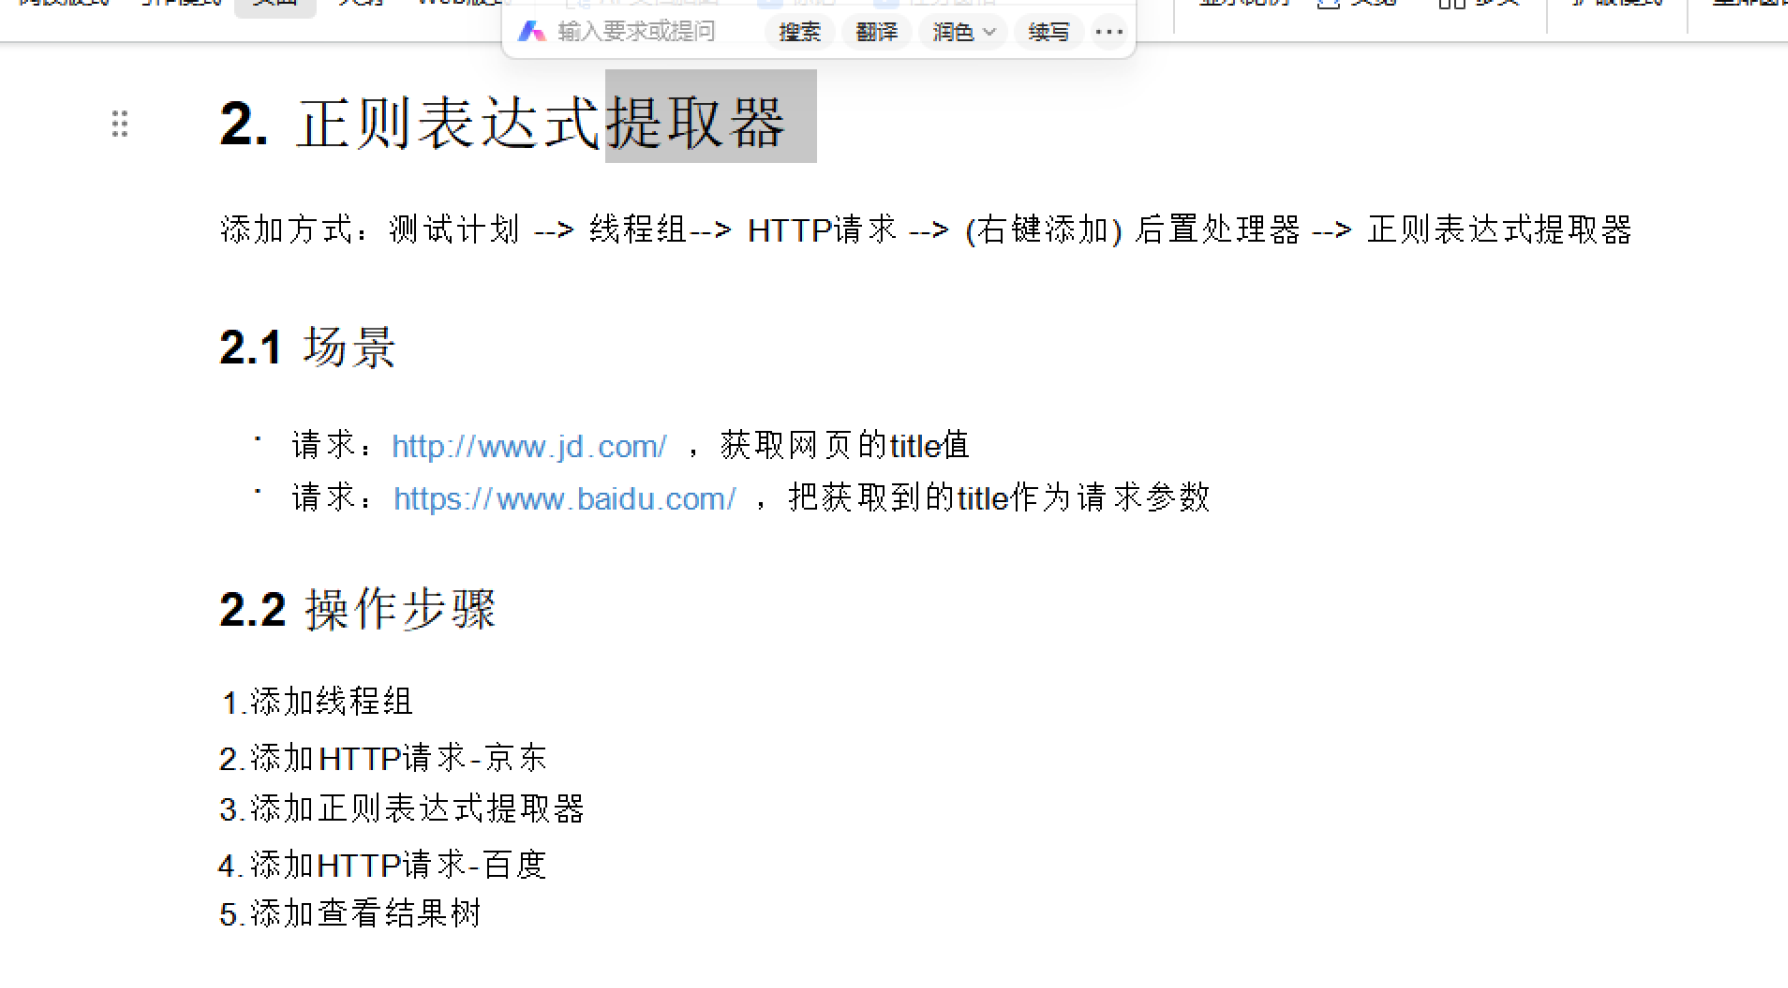 输入要求或提问 搜索 翻译 润色 续写 ···
2. 正则表达式提取器
添加方式：测试计划 --> 线程组--> HTTP请求 --> (右键添加) 后置处理器 --> 正则表达式提取器
2.1 场景
· 请求：http://www.jd.com/ ，获取网页的title值
· 请求：https://www.baidu.com/ ，把获取到的title作为请求参数
2.2 操作步骤
1.添加线程组
2.添加HTTP请求-京东
3.添加正则表达式提取器
4.添加HTTP请求-百度
5.添加查看结果树